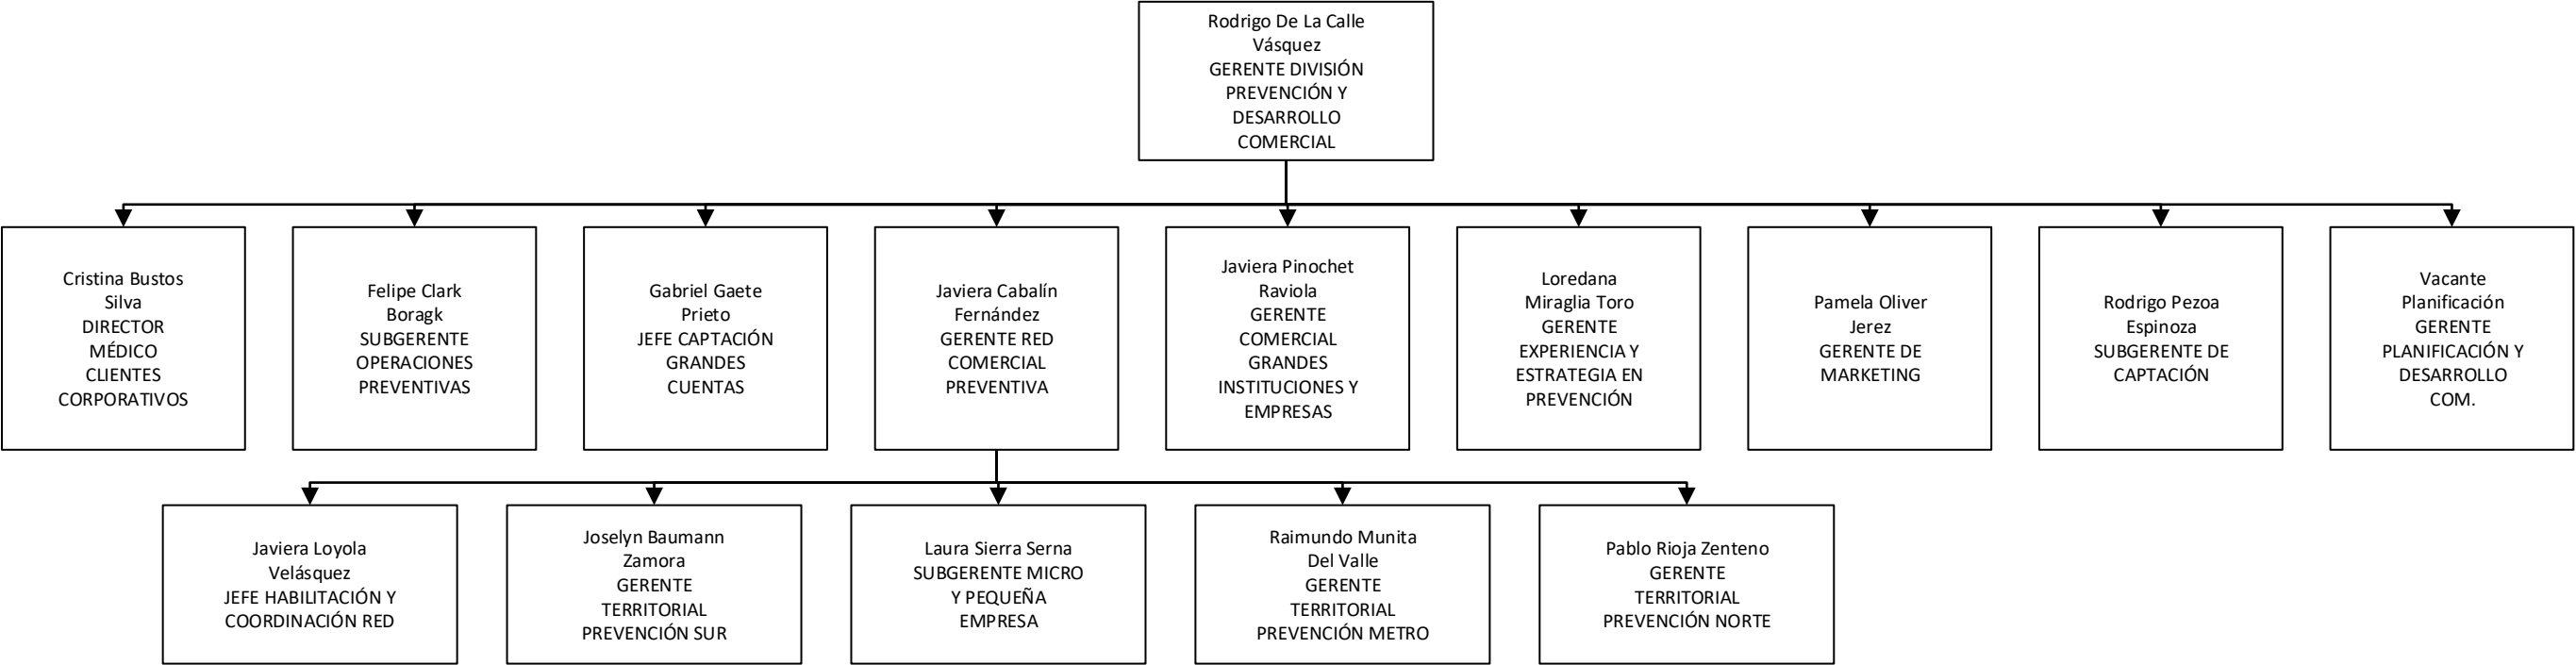 Rodrigo De La Calle
Vásquez
GERENTE DIVISIÓN
PREVENCIÓN Y
DESARROLLO
COMERCIAL
Cristina Bustos
Silva
DIRECTOR
MÉDICO
CLIENTES
CORPORATIVOS
Felipe Clark
Boragk
SUBGERENTE
OPERACIONES
PREVENTIVAS
Gabriel Gaete
Prieto
JEFE CAPTACIÓN
GRANDES
CUENTAS
Javiera Cabalín
Fernández
GERENTE RED
COMERCIAL
PREVENTIVA
Javiera Pinochet
Raviola
GERENTE
COMERCIAL
GRANDES
INSTITUCIONES Y
EMPRESAS
Loredana
Miraglia Toro
GERENTE
EXPERIENCIA Y
ESTRATEGIA EN
PREVENCIÓN
Pamela Oliver
Jerez
GERENTE DE
MARKETING
Rodrigo Pezoa
Espinoza
SUBGERENTE DE
CAPTACIÓN
Vacante
Planificación
GERENTE
PLANIFICACIÓN Y
DESARROLLO
COM.
Javiera Loyola
Velásquez
JEFE HABILITACIÓN Y
COORDINACIÓN RED
Joselyn Baumann
Zamora
GERENTE
TERRITORIAL
PREVENCIÓN SUR
Laura Sierra Serna
SUBGERENTE MICRO
Y PEQUEÑA
EMPRESA
Raimundo Munita
Del Valle
GERENTE
TERRITORIAL
PREVENCIÓN METRO
Pablo Rioja Zenteno
GERENTE
TERRITORIAL
PREVENCIÓN NORTE